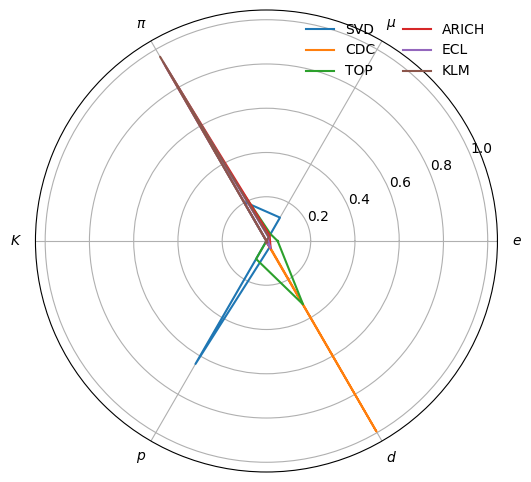 π
μ
SVD ARICH
CDC ECL
TOP KLM
1.0
0.8
0.6
0.4
0.2
K
e
p
d